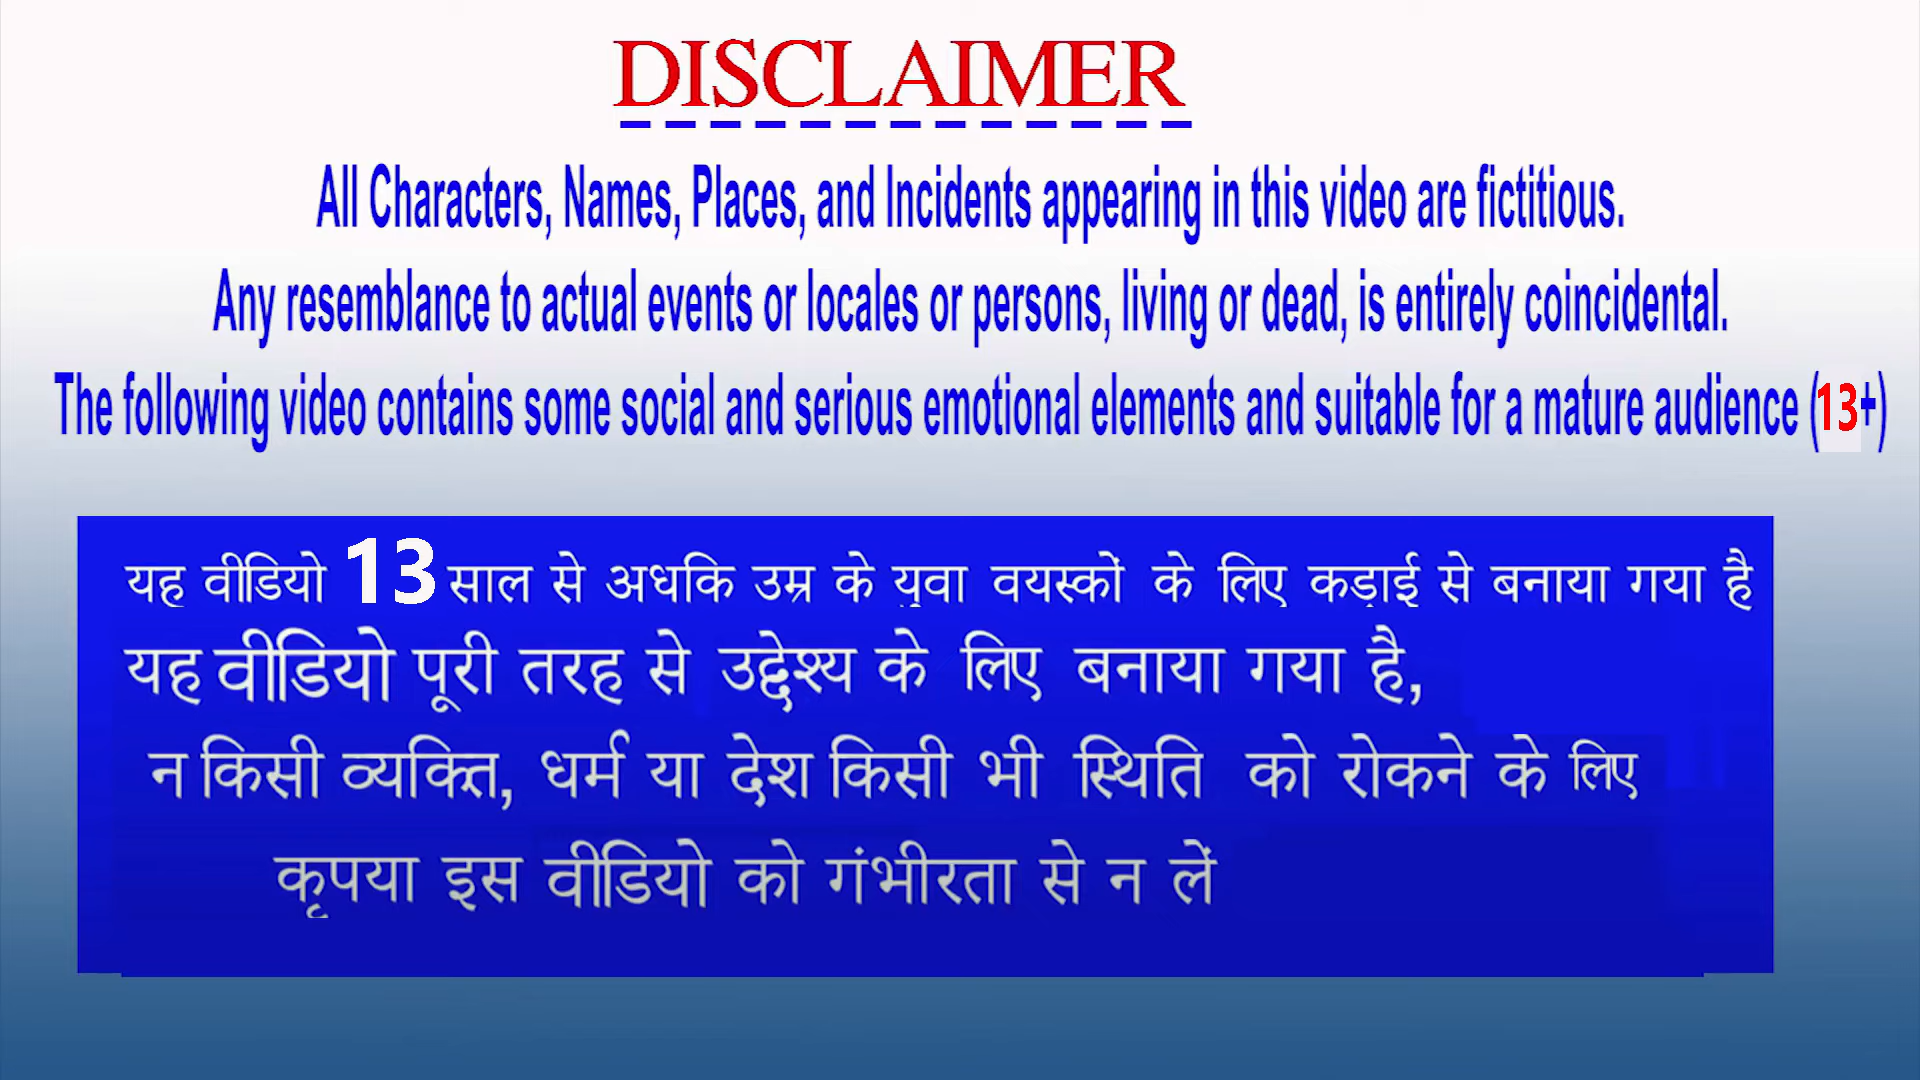 DISCLAIMER
All Characters, Names, Places, and Incidents appearing in this video are fictitious.
Any resemblance to actual events or locales or persons, living or dead, is entirely coincidental.
The following video contains some social and serious emotional elements and suitable for a mature audience (13+)
यह वीडियो 13 साल से अधकि उम्र के युवा वयस्कों के लिए कड़ाई से बनाया गया है
यह वीडियो पूरी तरह से उद्देश्य के लिए बनाया गया है,
न किसी व्यक्ति, धर्म या देश किसी भी स्थिति को रोकने के लिए
कृपया इस वीडियो को गंभीरता से न लें